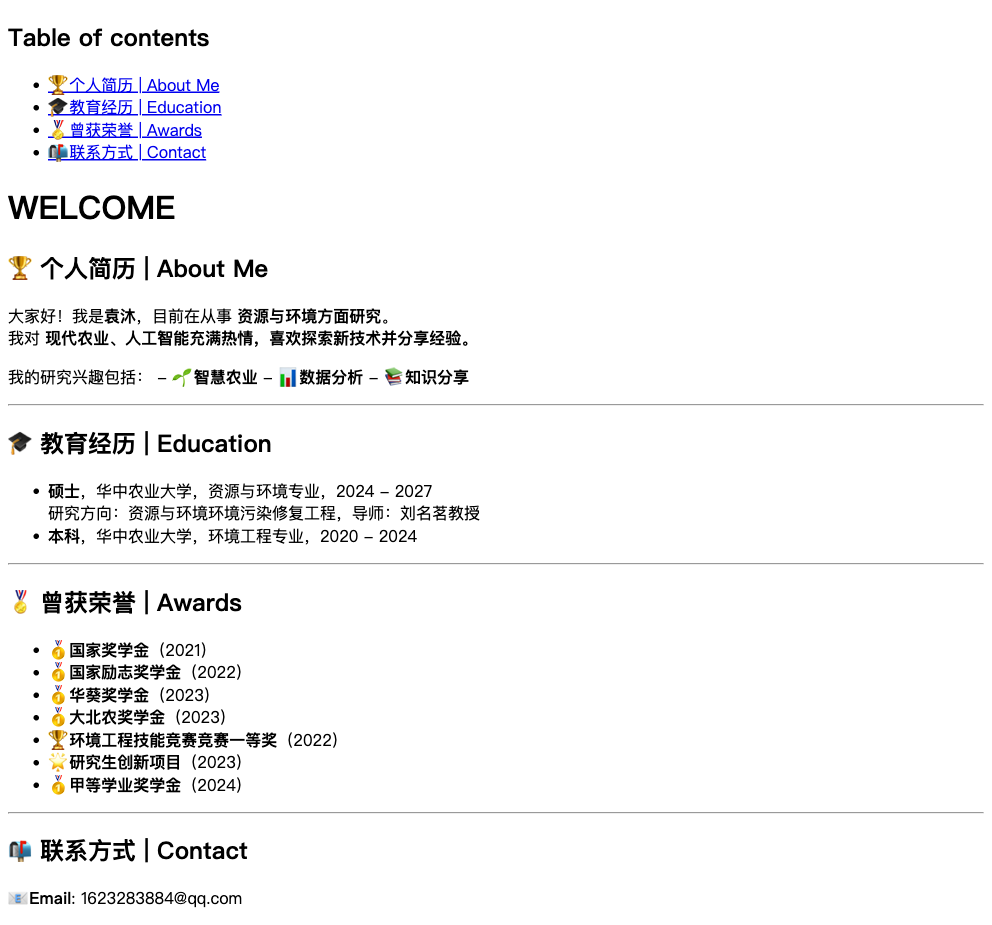 Table of contents
🏆个人简历 | About Me
🎓教育经历 | Education
🏅曾获荣誉 | Awards
📬联系方式 | Contact
WELCOME
🏆 个人简历 | About Me
大家好！我是袁沐，目前在从事 资源与环境方面研究。
我对 现代农业、人工智能充满热情，喜欢探索新技术并分享经验。
我的研究兴趣包括： – 🌱智慧农业 – 📊数据分析 – 📚知识分享
🎓 教育经历 | Education
硕士，华中农业大学，资源与环境专业，2024 – 2027
研究方向：资源与环境环境污染修复工程，导师：刘名茗教授
本科，华中农业大学，环境工程专业，2020 – 2024
🏅 曾获荣誉 | Awards
🥇国家奖学金（2021）
🥇国家励志奖学金（2022）
🥇华葵奖学金（2023）
🥇大北农奖学金（2023）
🏆环境工程技能竞赛竞赛一等奖（2022）
🌟研究生创新项目（2023）
🥇甲等学业奖学金（2024）
📬 联系方式 | Contact
📧Email: 1623283884@qq.com